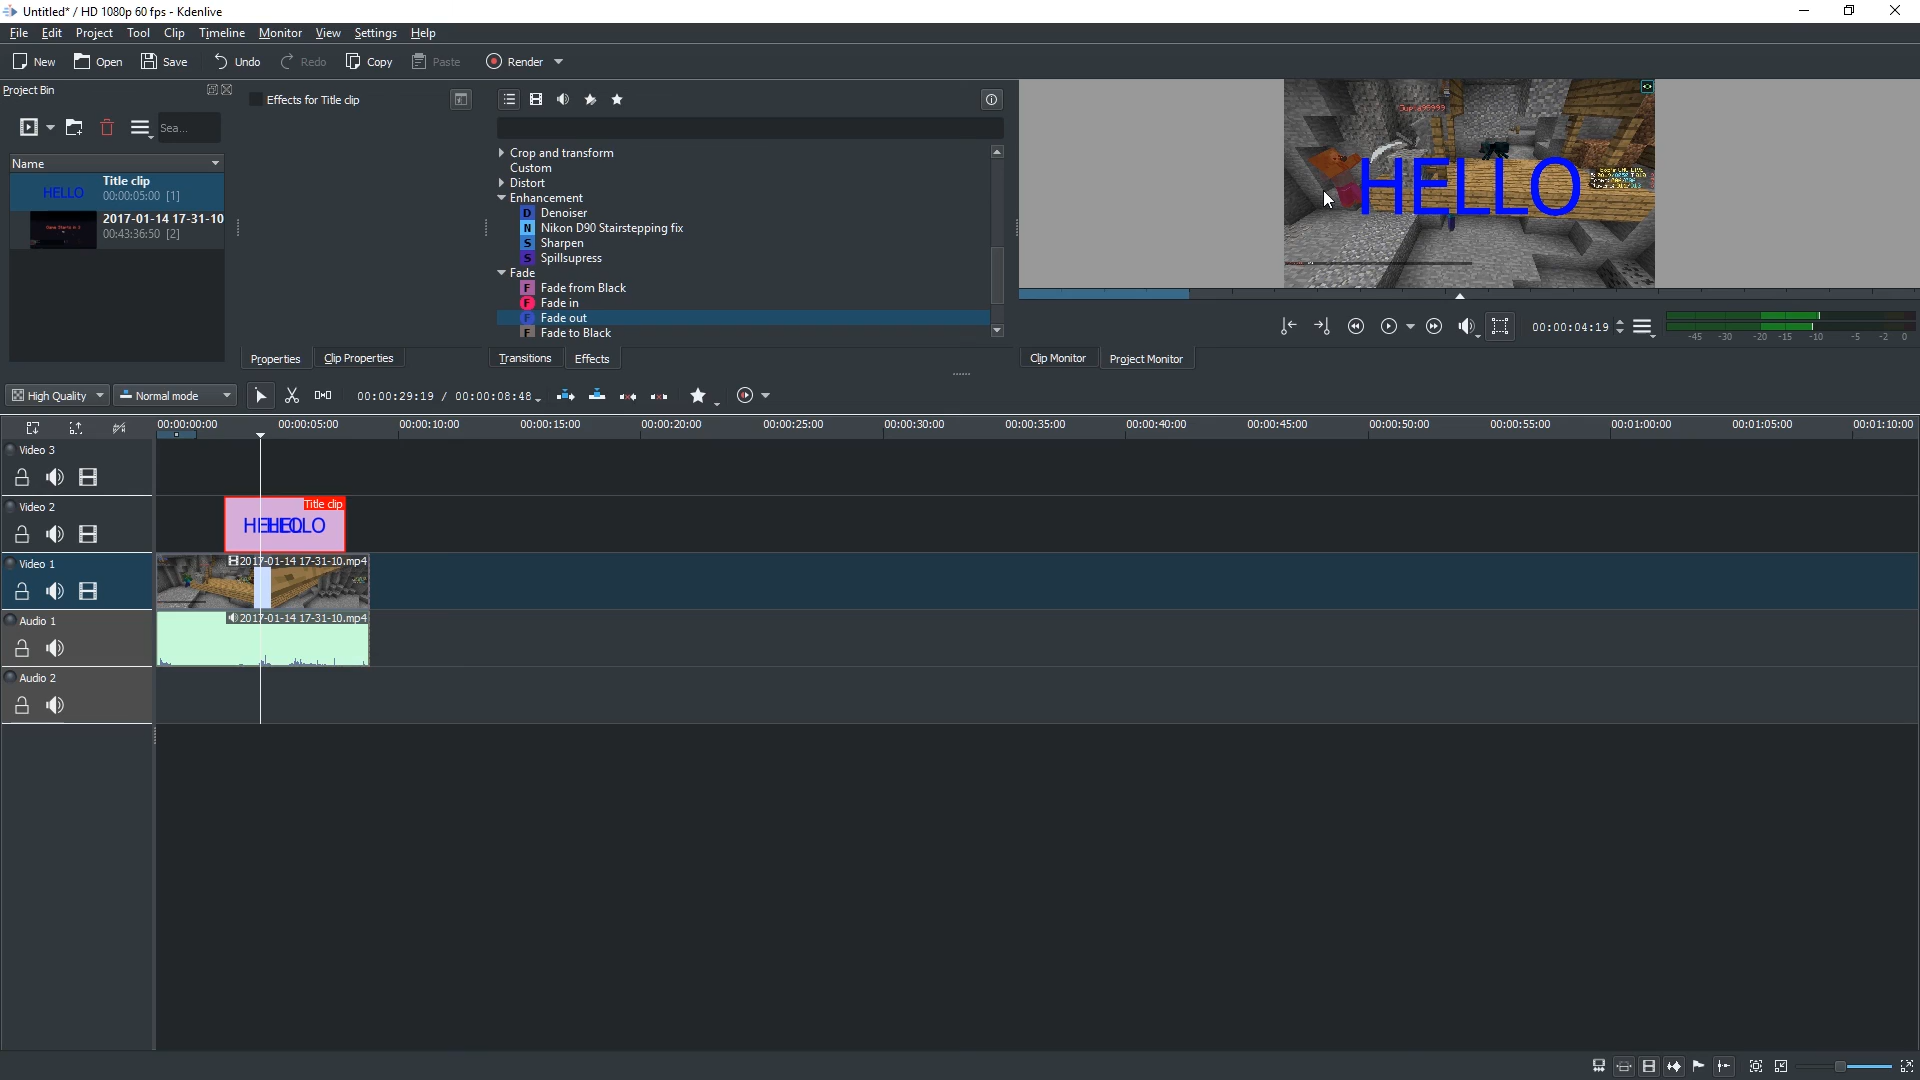 Untitled* / HD 1080p 60 fps - Kdenlive
File Edit Project Tool Clip Timeline Monitor View Settings Help
New Open Save Undo Redo Copy Paste Render
Project Bin
Sea...
Name
HELLO Title clip
00:00:05:00 [1]
2017-01-14 17-31-10
00:43:36:50 [2]
Effects for Title clip
Properties Clip Properties
Crop and transform
Custom
Distort
Enhancement
D Denoiser
N Nikon D90 Stairstepping fix
S Sharpen
S Spillsupress
Fade
F Fade from Black
F Fade in
F Fade out
F Fade to Black
Transitions Effects
HELLO
00:00:04:19
-45 -30 -20 -15 -10 -5 -2 0
Clip Monitor Project Monitor
High Quality Normal mode 00:00:29:19 / 00:00:08:48
00:00:00:00 00:00:05:00 00:00:10:00 00:00:15:00 00:00:20:00 00:00:25:00 00:00:30:00 00:00:35:00 00:00:40:00 00:00:45:00 00:00:50:00 00:00:55:00 00:01:00:00 00:01:05:00 00:01:10:00
Video 3
Video 2
Title clip
HELLO HELLO
Video 1
2017-01-14 17-31-10.mp4
Audio 1
2017-01-14 17-31-10.mp4
Audio 2